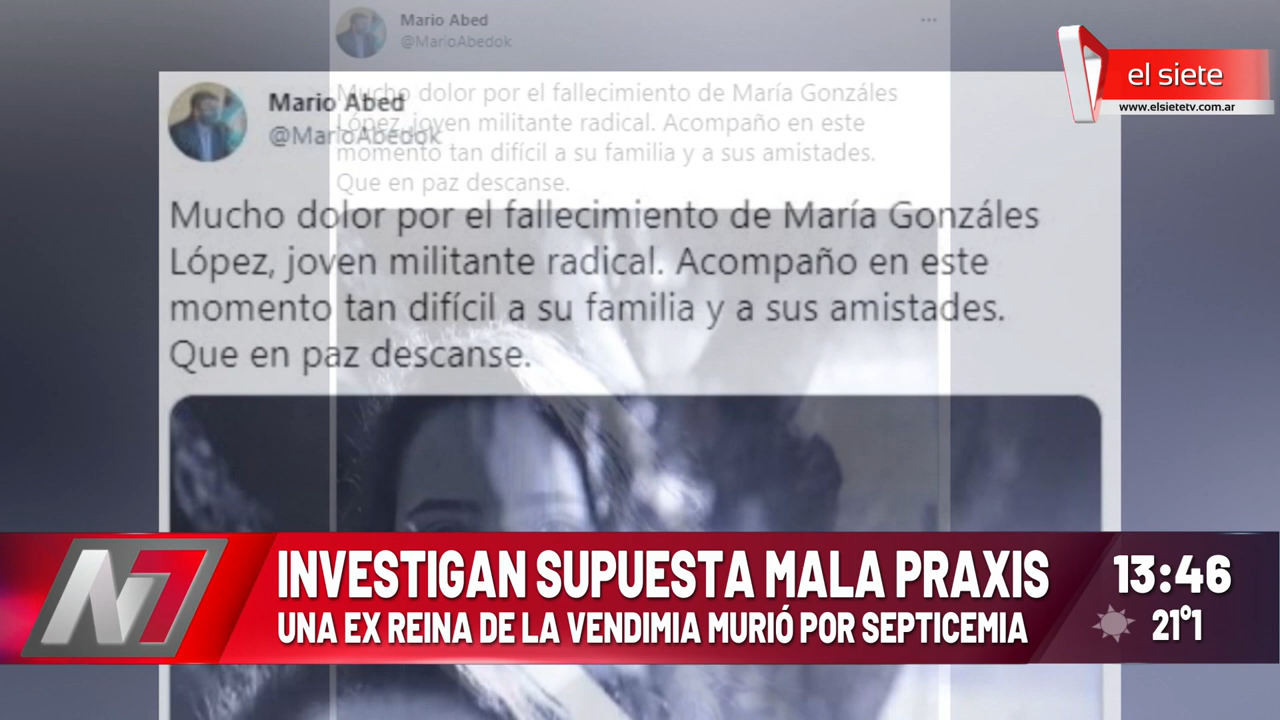 Mario Abed
@MarioAbedok
Mucho dolor por el fallecimiento de María Gonzáles
López, joven militante radical. Acompaño en este
momento tan difícil a su familia y a sus amistades.
Que en paz descanse.
el siete
www.elsietetv.com.ar
Mario Abed
@MarioAbedok
Mucho dolor por el fallecimiento de María Gonzáles
López, joven militante radical. Acompaño en este
momento tan difícil a su familia y a sus amistades.
Que en paz descanse.
N7
INVESTIGAN SUPUESTA MALA PRAXIS
UNA EX REINA DE LA VENDIMIA MURIÓ POR SEPTICEMIA
13:46
21°1